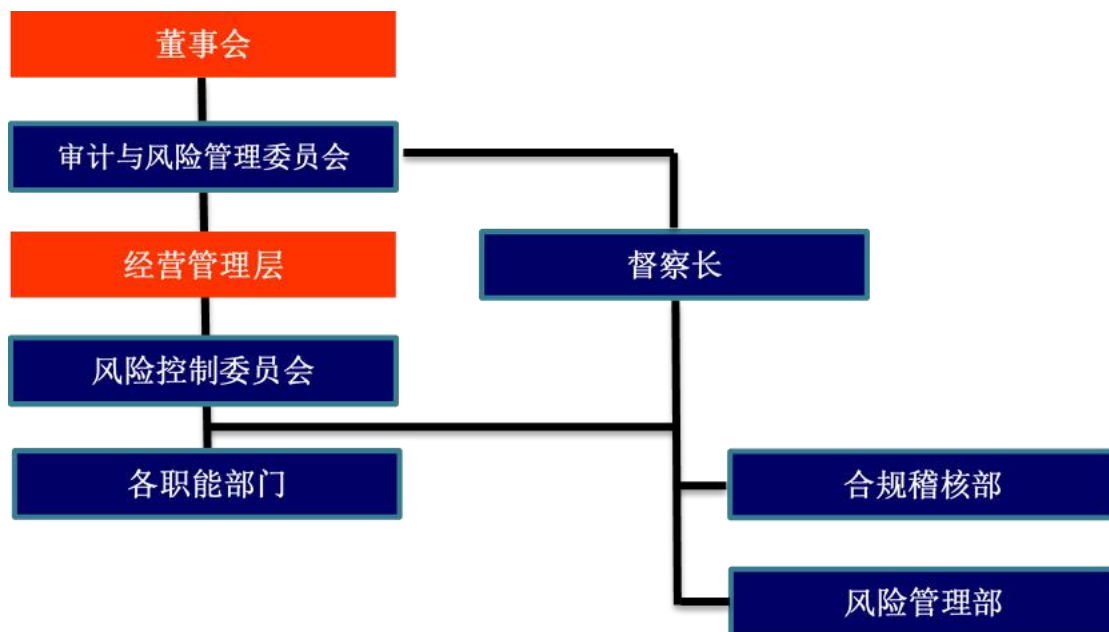 董事会
审计与风险管理委员会
经营管理层
督察长
风险控制委员会
各职能部门
合规稽核部
风险管理部